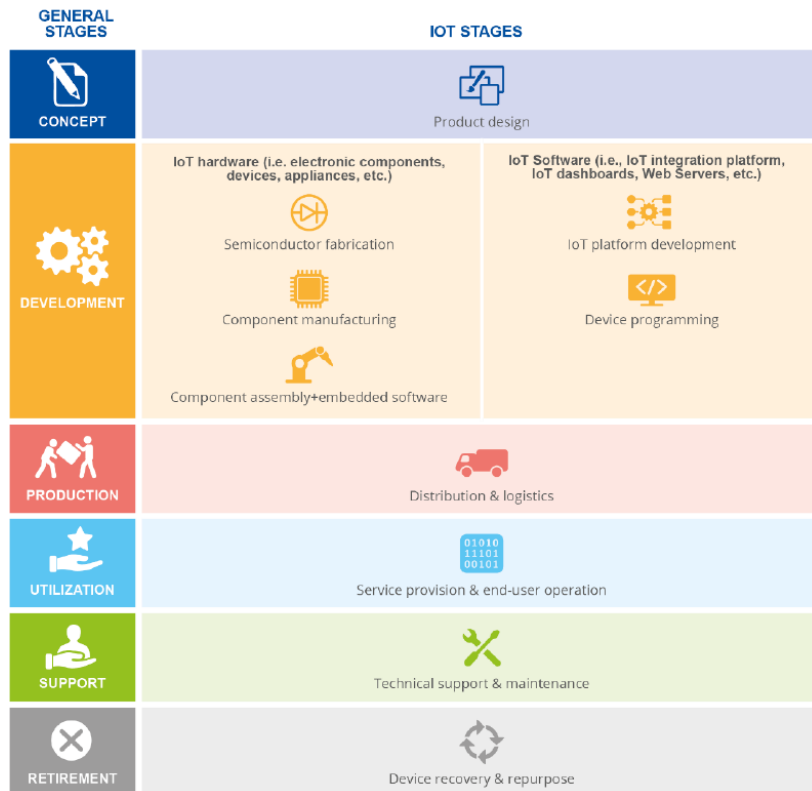 GENERAL
STAGES
IOT STAGES
CONCEPT
Product design
DEVELOPMENT
IoT hardware (i.e. electronic components,
devices, appliances, etc.)
Semiconductor fabrication
Component manufacturing
Component assembly+embedded software
IoT Software (i.e., IoT integration platform,
IoT dashboards, Web Servers, etc.)
IoT platform development
</>
Device programming
PRODUCTION
Distribution & logistics
UTILIZATION
01010
11101
00101
Service provision & end-user operation
SUPPORT
Technical support & maintenance
RETIREMENT
Device recovery & repurpose